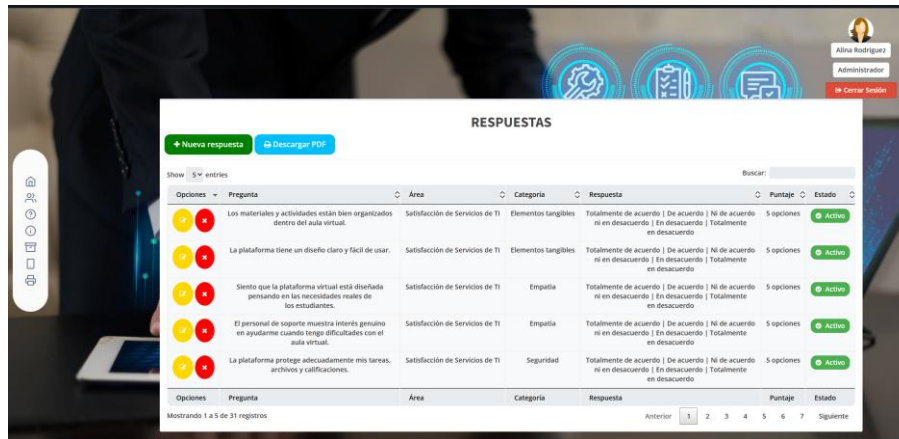 Alina Rodriguez
Administrador
Cerrar Sesión
RESPUESTAS
+ Nueva respuesta
Descargar PDF
Show 5 entries
Buscar:
Opciones Pregunta Área Categoría Respuesta Puntaje Estado
Los materiales y actividades están bien organizados
dentro del aula virtual.
Satisfacción de Servicios de TI
Elementos tangibles
Totalmente de acuerdo | De acuerdo | Ni de acuerdo
ni en desacuerdo | En desacuerdo | Totalmente
en desacuerdo
5 opciones
Activo
La plataforma tiene un diseño claro y fácil de usar.
Satisfacción de Servicios de TI
Elementos tangibles
Totalmente de acuerdo | De acuerdo | Ni de acuerdo
ni en desacuerdo | En desacuerdo | Totalmente
en desacuerdo
5 opciones
Activo
Siento que la plataforma virtual está diseñada
pensando en las necesidades reales de
los estudiantes.
Satisfacción de Servicios de TI
Empatía
Totalmente de acuerdo | De acuerdo | Ni de acuerdo
ni en desacuerdo | En desacuerdo | Totalmente
en desacuerdo
5 opciones
Activo
El personal de soporte muestra interés genuino
en ayudarme cuando tengo dificultades con el
aula virtual.
Satisfacción de Servicios de TI
Empatía
Totalmente de acuerdo | De acuerdo | Ni de acuerdo
ni en desacuerdo | En desacuerdo | Totalmente
en desacuerdo
5 opciones
Activo
La plataforma protege adecuadamente mis tareas,
archivos y calificaciones.
Satisfacción de Servicios de TI
Seguridad
Totalmente de acuerdo | De acuerdo | Ni de acuerdo
ni en desacuerdo | En desacuerdo | Totalmente
en desacuerdo
5 opciones
Activo
Opciones Pregunta Área Categoría Respuesta Puntaje Estado
Mostrando 1 a 5 de 31 registros
Anterior 1 2 3 4 5 6 7 Siguiente